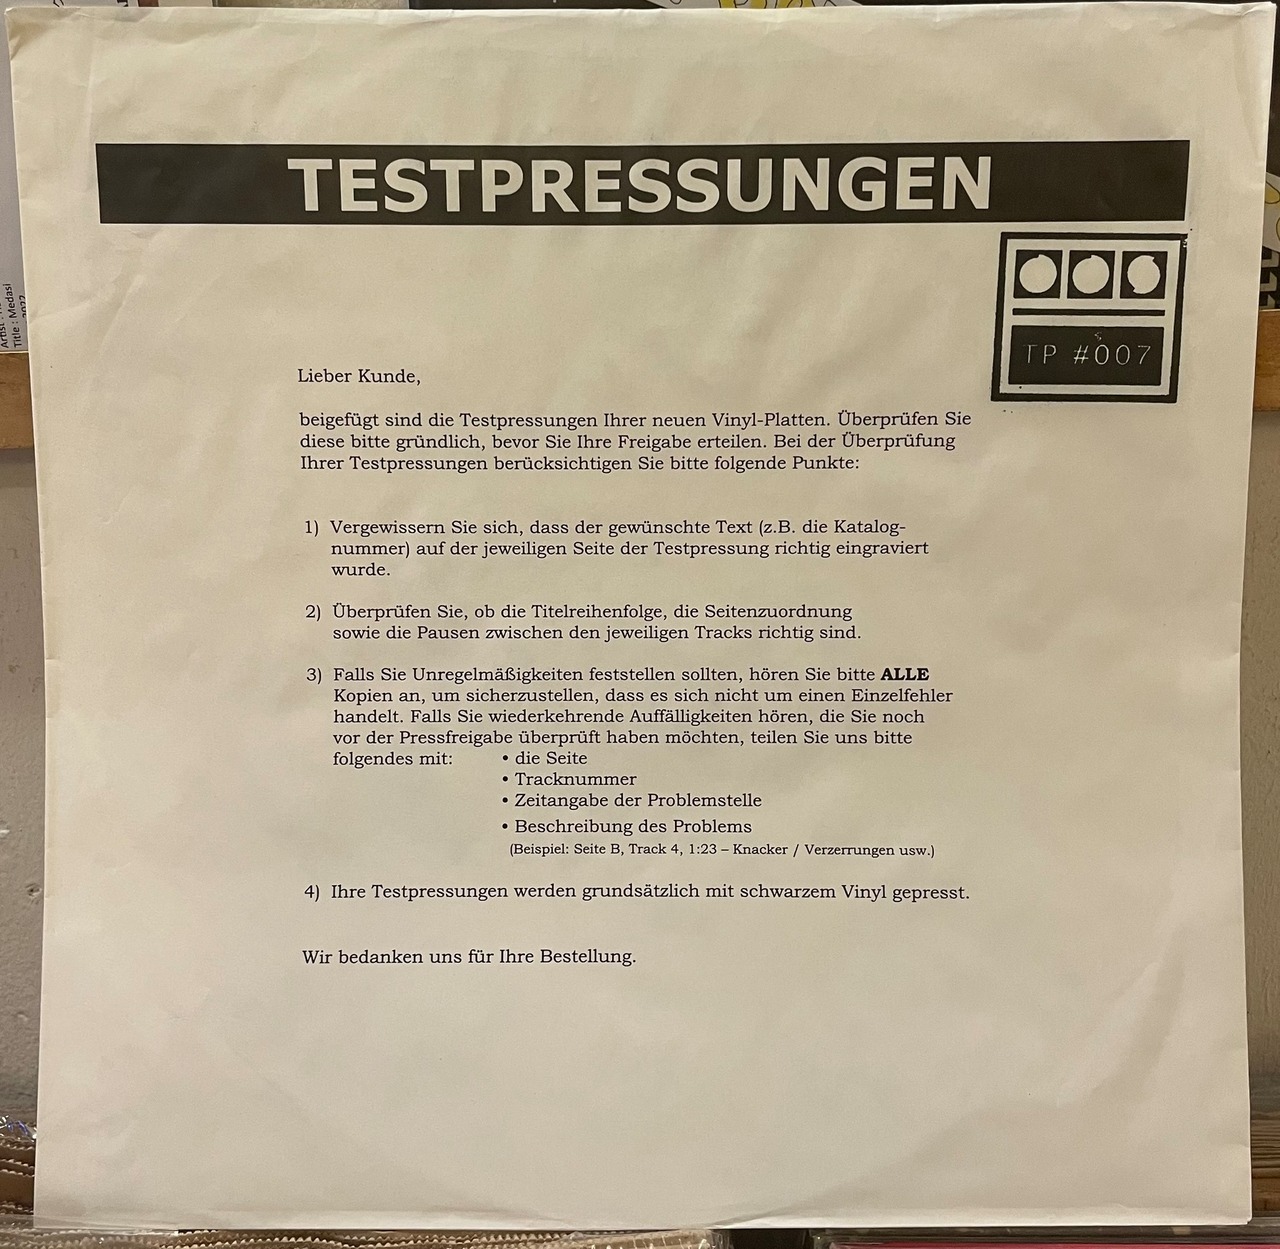 TESTPRESSUNGEN
TP #007
Lieber Kunde,
beigefügt sind die Testpressungen Ihrer neuen Vinyl-Platten. Überprüfen Sie
diese bitte gründlich, bevor Sie Ihre Freigabe erteilen. Bei der Überprüfung
Ihrer Testpressungen berücksichtigen Sie bitte folgende Punkte:
1) Vergewissern Sie sich, dass der gewünschte Text (z.B. die Katalog-
nummer) auf der jeweiligen Seite der Testpressung richtig eingraviert
wurde.
2) Überprüfen Sie, ob die Titelreihenfolge, die Seitenzuordnung
sowie die Pausen zwischen den jeweiligen Tracks richtig sind.
3) Falls Sie Unregelmäßigkeiten feststellen sollten, hören Sie bitte ALLE
Kopien an, um sicherzustellen, dass es sich nicht um einen Einzelfehler
handelt. Falls Sie wiederkehrende Auffälligkeiten hören, die Sie noch
vor der Pressfreigabe überprüft haben möchten, teilen Sie uns bitte
folgendes mit: • die Seite
• Tracknummer
• Zeitangabe der Problemstelle
• Beschreibung des Problems
(Beispiel: Seite B, Track 4, 1:23 – Knacker / Verzerrungen usw.)
4) Ihre Testpressungen werden grundsätzlich mit schwarzem Vinyl gepresst.
Wir bedanken uns für Ihre Bestellung.
Title : Medasi